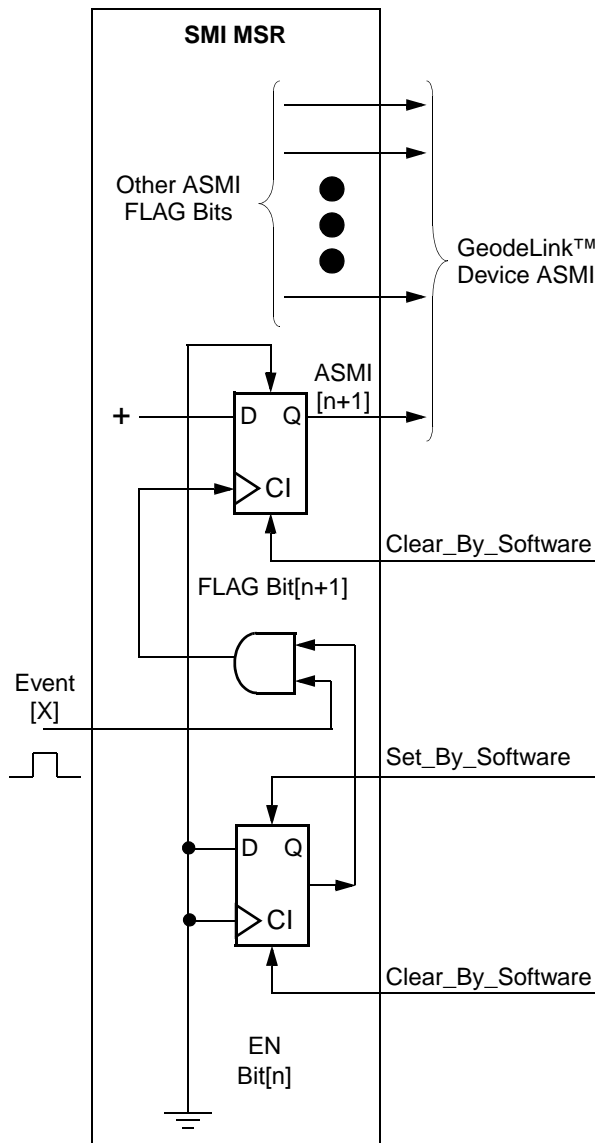 SMI MSR
Other ASMI
FLAG Bits
GeodeLink™
Device ASMI
ASMI
[n+1]
+
D Q
CI
Clear_By_Software
FLAG Bit[n+1]
Event
[X]
Set_By_Software
D Q
CI
Clear_By_Software
EN
Bit[n]